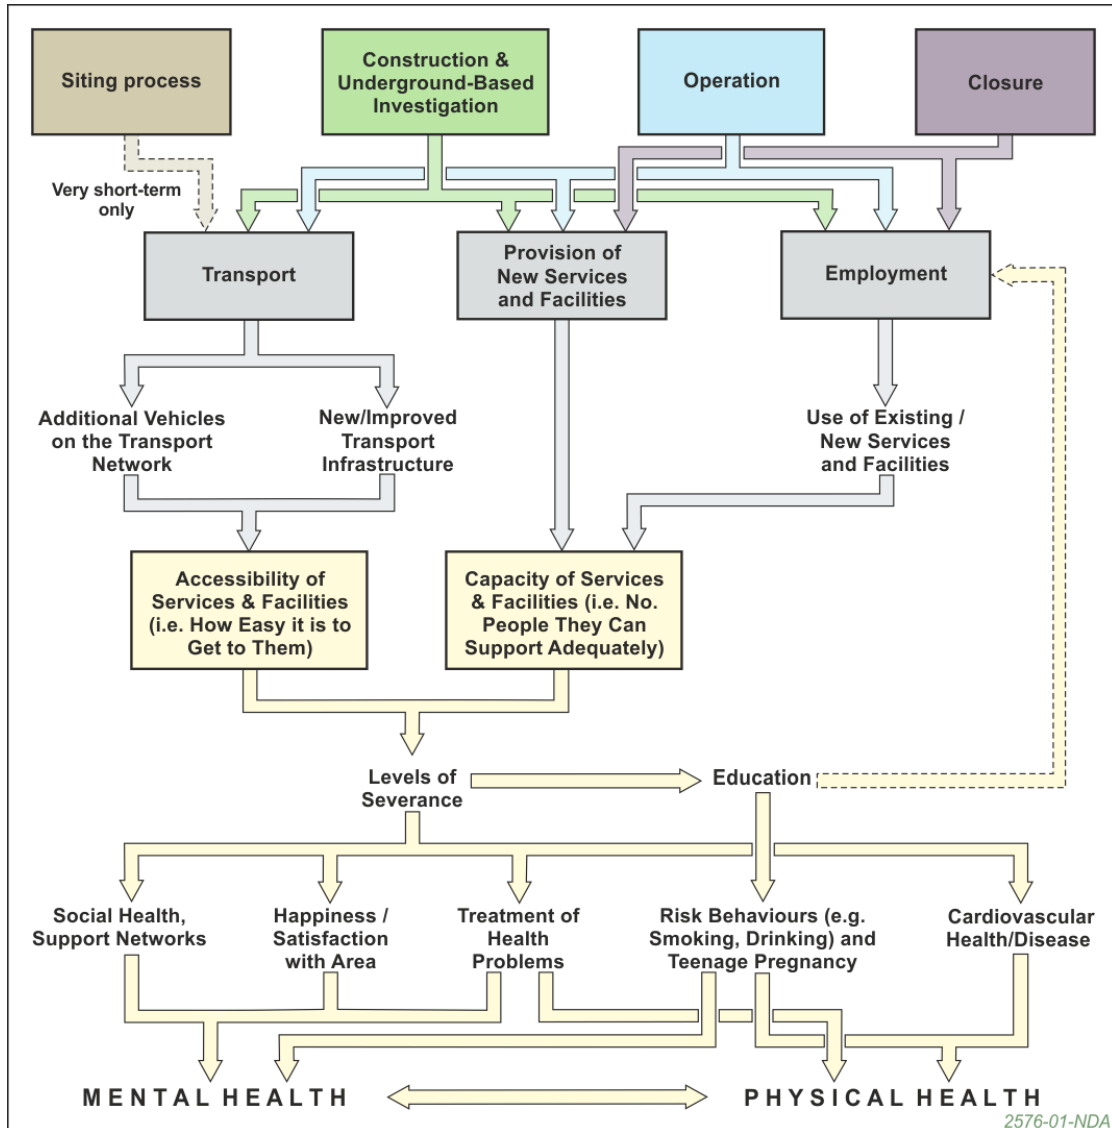 Siting process
Construction &
Underground-Based
Investigation
Operation
Closure
Very short-term
only
Transport
Provision of
New Services
and Facilities
Employment
Additional Vehicles
on the Transport
Network
New/Improved
Transport
Infrastructure
Use of Existing /
New Services
and Facilities
Accessibility of
Services & Facilities
(i.e. How Easy it is to
Get to Them)
Capacity of Services
& Facilities (i.e. No.
People They Can
Support Adequately)
Levels of
Severance
Education
Social Health,
Support Networks
Happiness /
Satisfaction
with Area
Treatment of
Health
Problems
Risk Behaviours (e.g.
Smoking, Drinking) and
Teenage Pregnancy
Cardiovascular
Health/Disease
MENTAL HEALTH
PHYSICAL HEALTH
2576-01-NDA